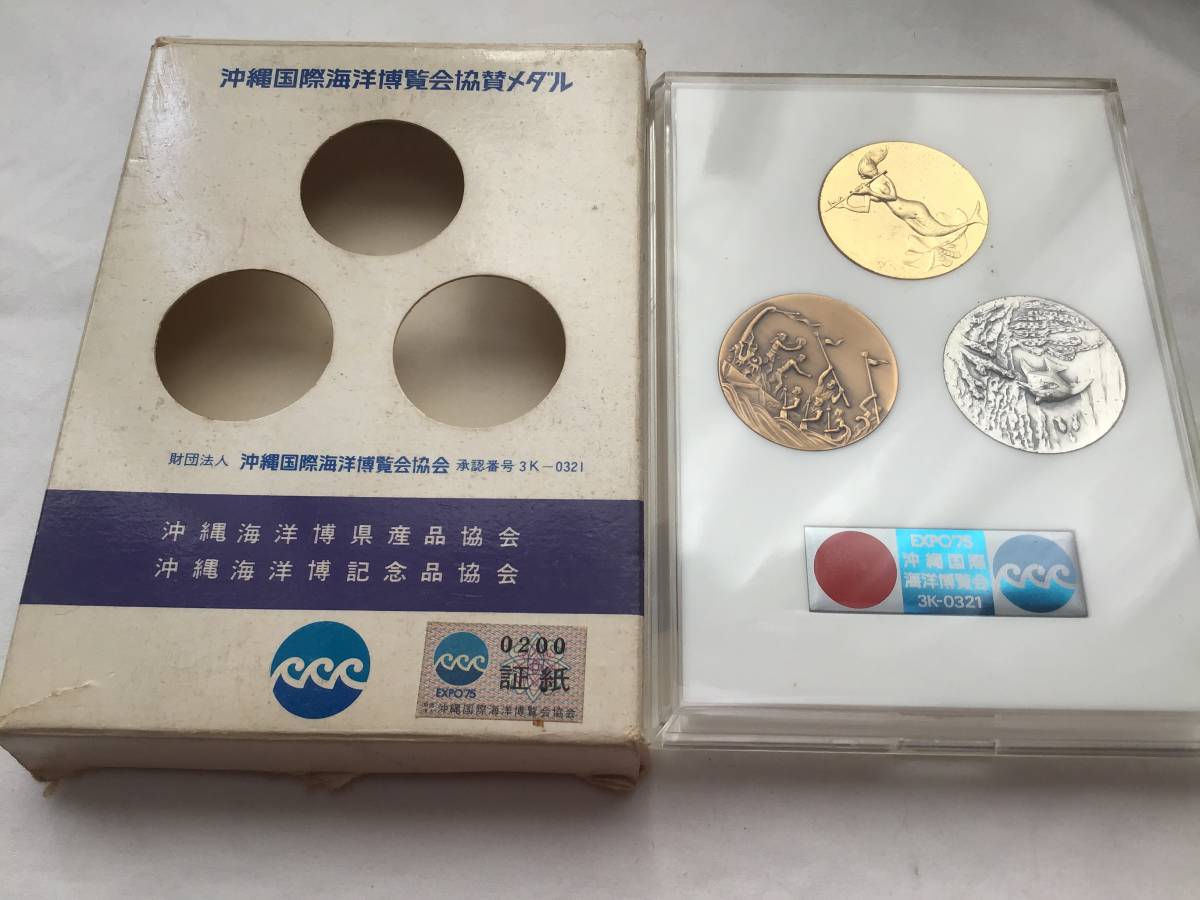 沖縄国際海洋博覧会協賛メダル
財団法人 沖縄国際海洋博覧会協会 承認番号 3K-0321
沖縄海洋博県産品協会
沖縄海洋博記念品協会
0200
証紙
EXPO'75
沖縄国際海洋博覧会協会
EXPO'75
沖縄国際
海洋博覧会
3K-0321